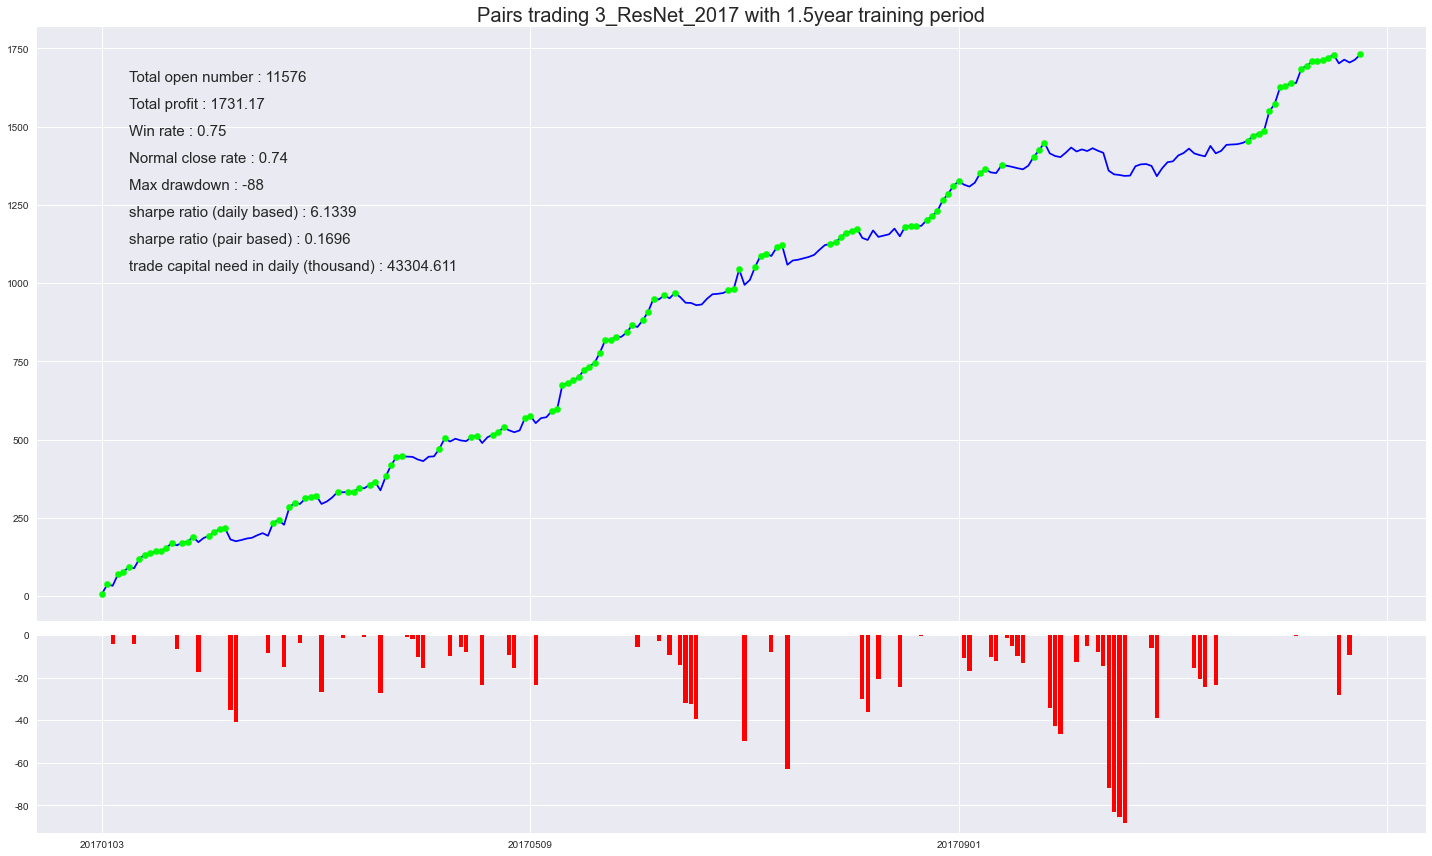 Pairs trading 3_ResNet_2017 with 1.5year training period
1750
Total open number : 11576
Total profit : 1731.17
1500
Win rate : 0.75
Normal close rate : 0.74
Max drawdown : -88
1250
sharpe ratio (daily based) : 6.1339
sharpe ratio (pair based) : 0.1696
trade capital need in daily (thousand) : 43304.611
1000
750
500
250
0
0
-20
-40
-60
-80
20170103 20170509 20170901